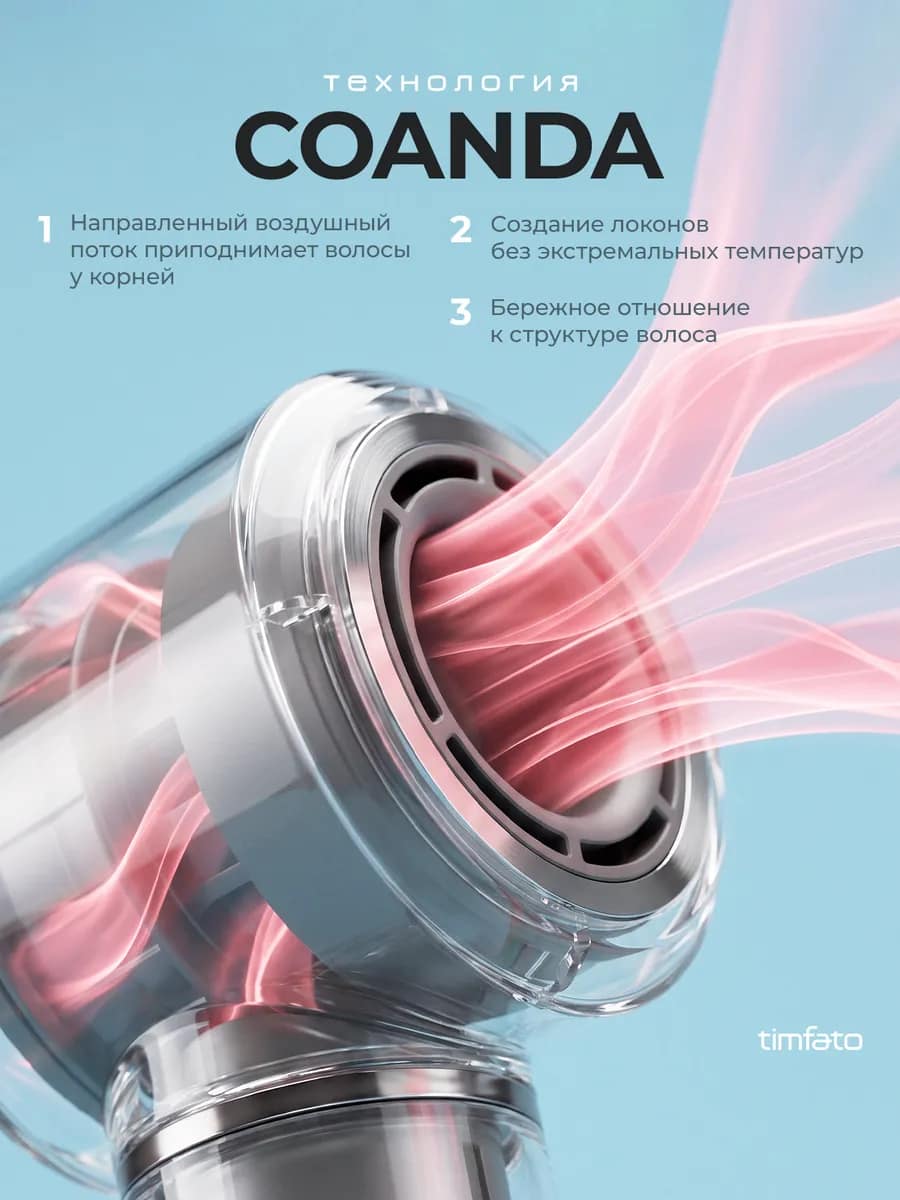 технология
COANDA
1 Направленный воздушный
поток приподнимает волосы
у корней
2 Создание локонов
без экстремальных температур
3 Бережное отношение
к структуре волоса
timfato